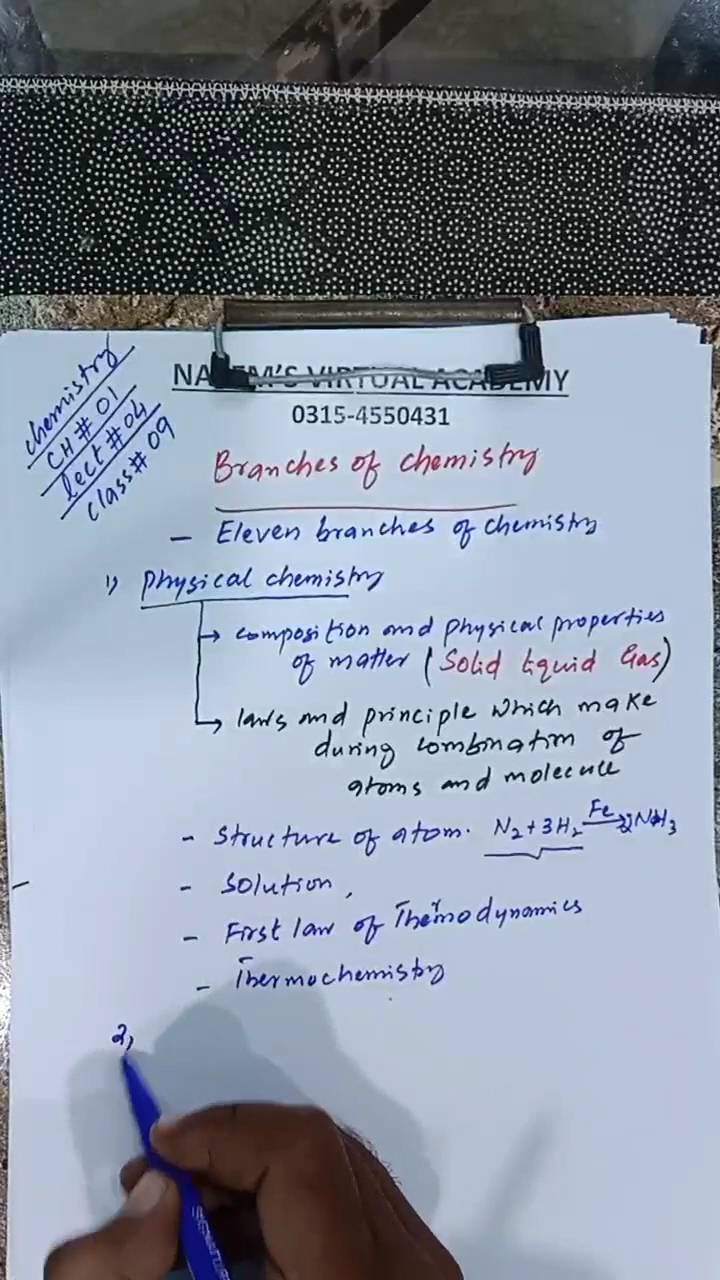 chemistry
CH # 01
lect # 04
class # 09
VIRTUAL ACADEMY
0315-4550431
Branches of chemistry
- Eleven branches of chemistry
1) physical chemistry
→ composition and physical properties
of matter (Solid liquid Gas)
→ laws and principle which make
during combination of
atoms and molecule
- Structure of atom. N₂ + 3H₂ Fe → 2NH₃
- Solution,
- First law of Thermodynamics
- Thermochemistry
2)